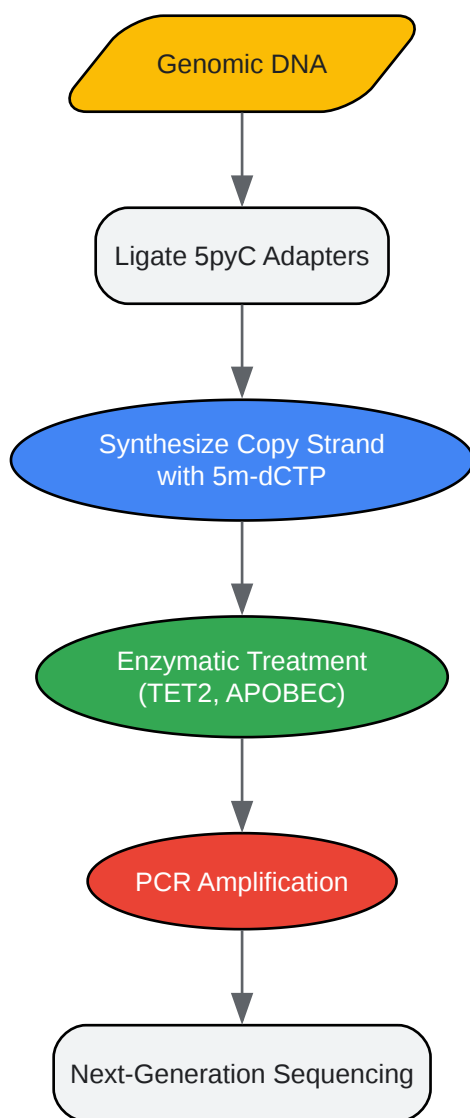 Genomic DNA
Ligate 5pyC Adapters
Synthesize Copy Strand
with 5m-dCTP
Enzymatic Treatment
(TET2, APOBEC)
PCR Amplification
Next-Generation Sequencing